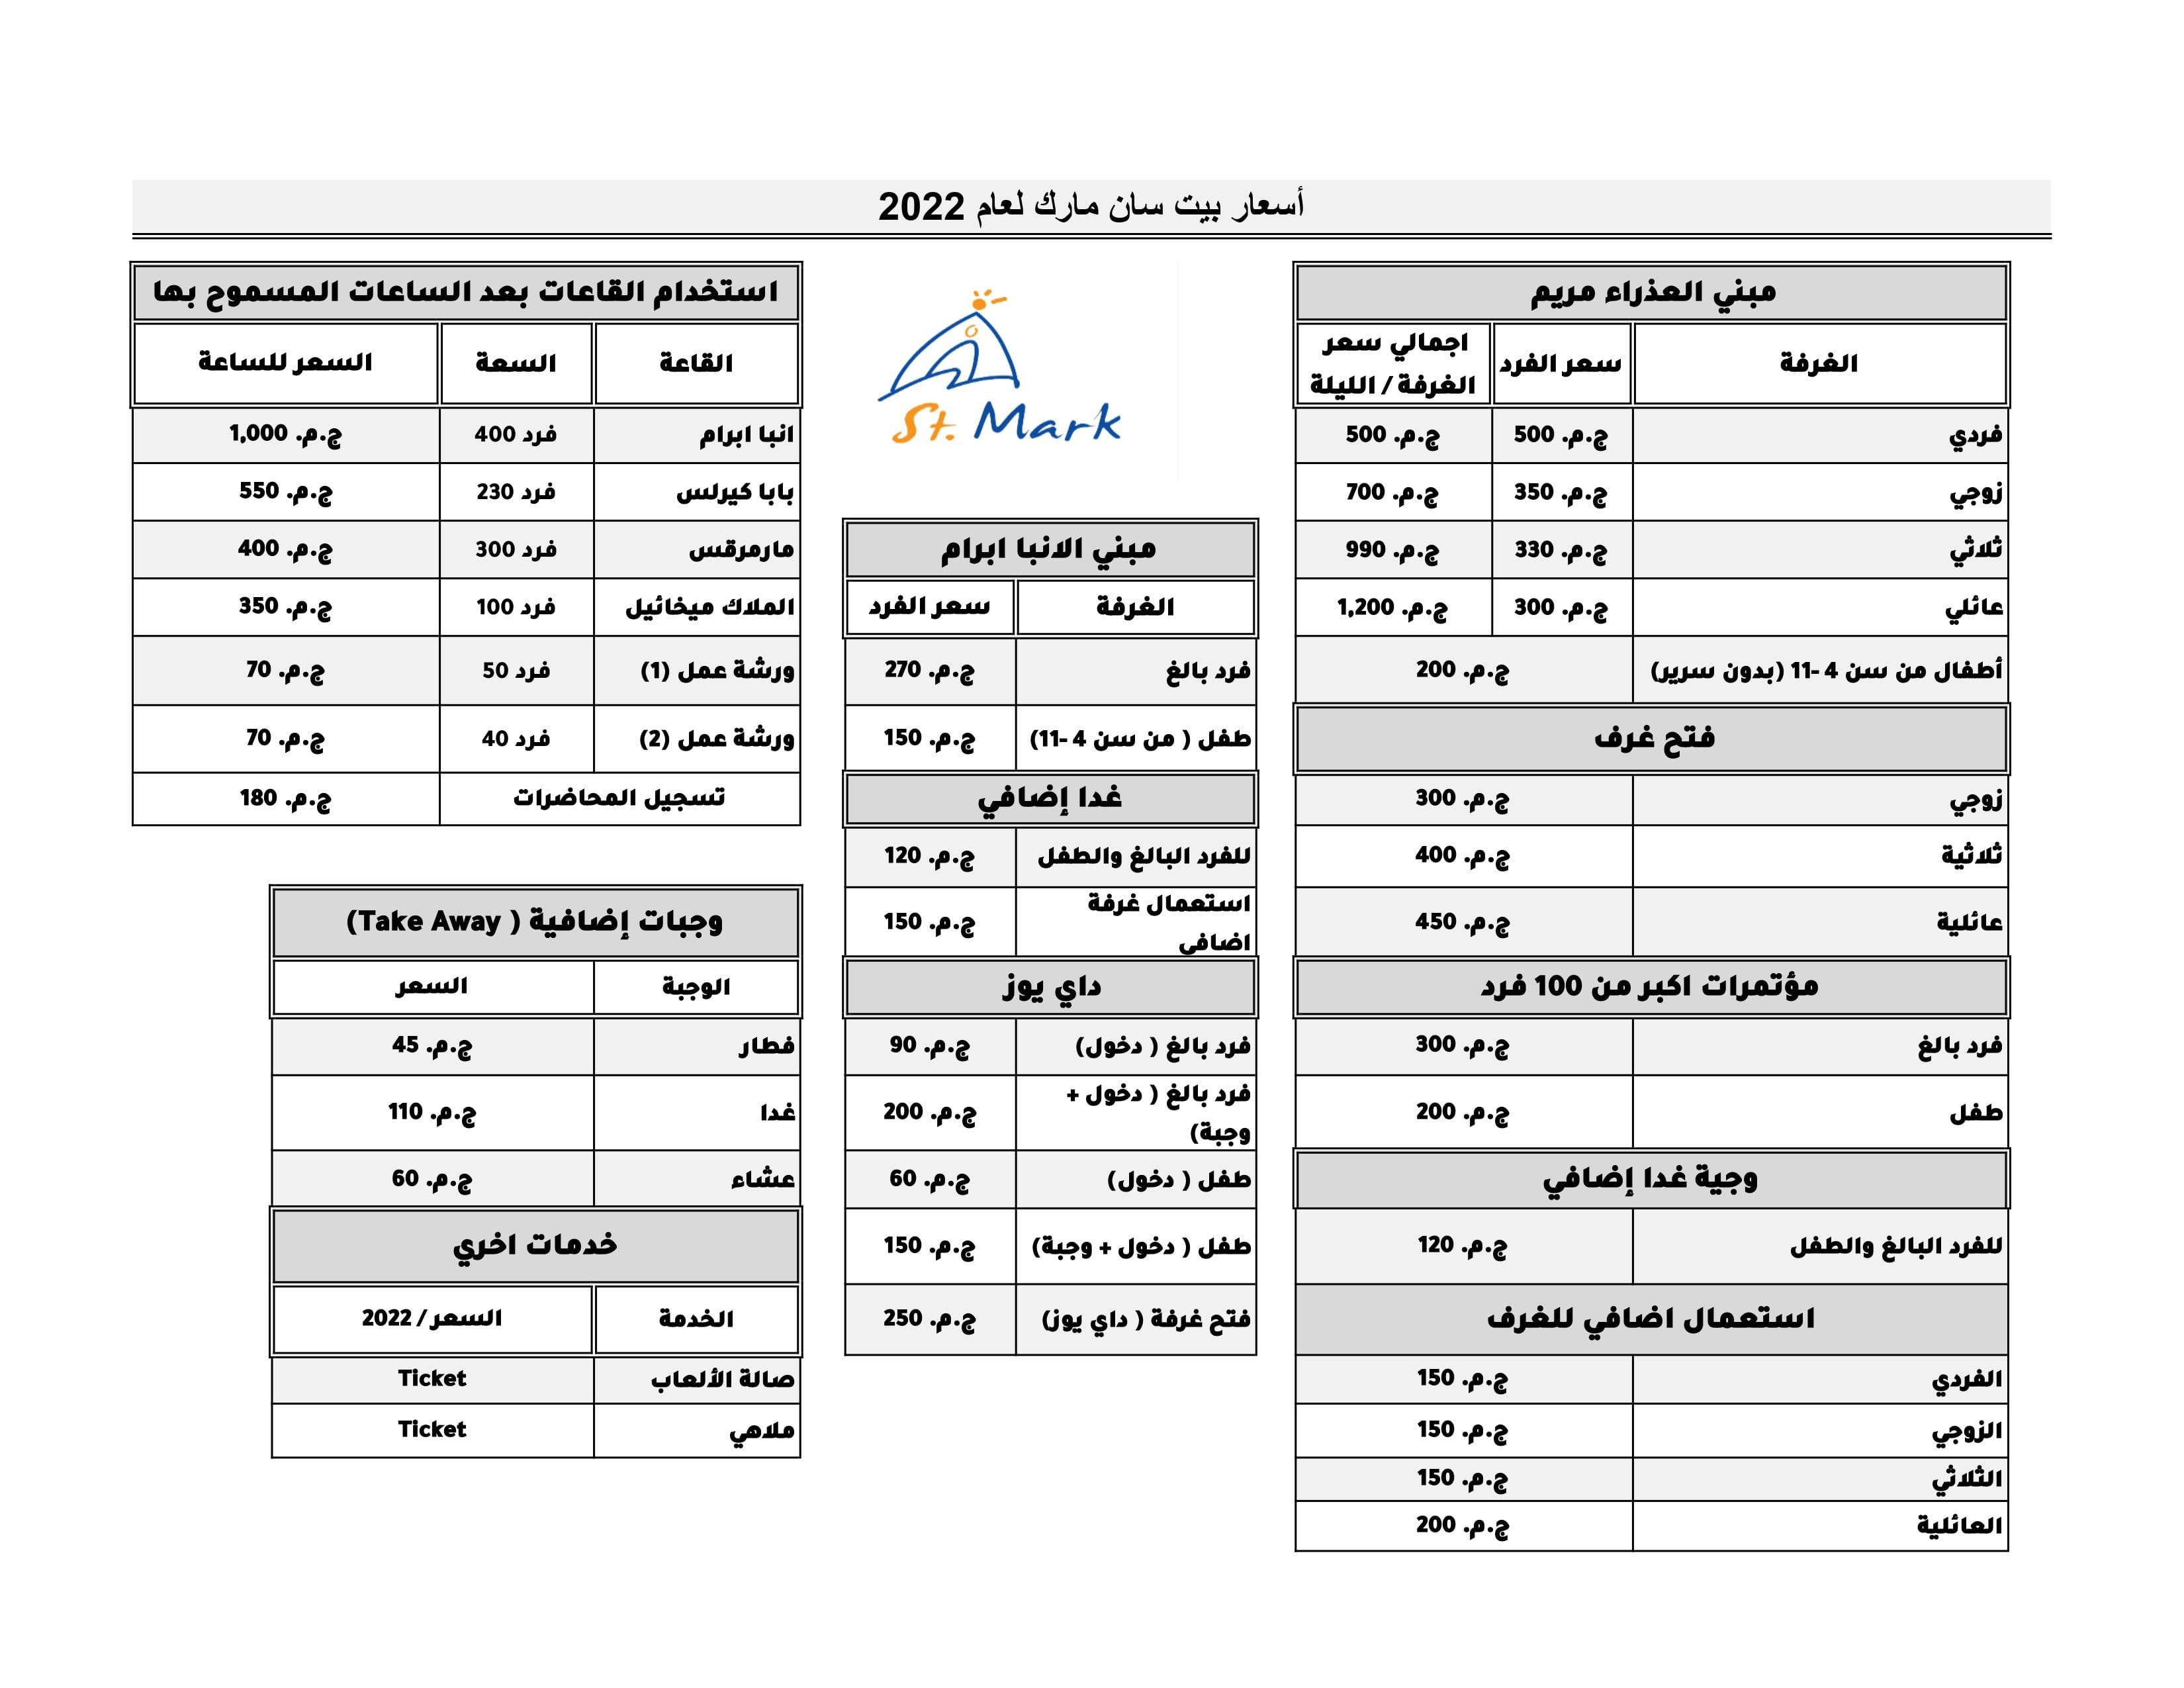 أسعار بيت سان مارك لعام 2022
مبني العذراء مريم
الغرفة سعر الفرد اجمالي سعر
الغرفة / الليلة
فردي ج.م. 500 ج.م. 500
زوجي ج.م. 350 ج.م. 700
ثلاثي ج.م. 330 ج.م. 990
عائلي ج.م. 300 ج.م. 1,200
أطفال من سن 4 -11 (بدون سرير) ج.م. 200
فتح غرف
زوجي ج.م. 300
ثلاثية ج.م. 400
عائلية ج.م. 450
مؤتمرات اكبر من 100 فرد
فرد بالغ ج.م. 300
طفل ج.م. 200
وجبة غدا إضافي
للفرد البالغ والطفل ج.م. 120
استعمال اضافي للغرف
الفردي ج.م. 150
الزوجي ج.م. 150
الثلاثي ج.م. 150
العائلية ج.م. 200
St. Mark
مبني الانبا ابرام
الغرفة سعر الفرد
فرد بالغ ج.م. 270
طفل ( من سن 4 -11) ج.م. 150
غدا إضافي
للفرد البالغ والطفل ج.م. 120
استعمال غرفة
اضافي ج.م. 150
داي يوز
فرد بالغ ( دخول) ج.م. 90
فرد بالغ ( دخول +
وجبة) ج.م. 200
طفل ( دخول) ج.م. 60
طفل ( دخول + وجبة) ج.م. 150
فتح غرفة ( داي يوز) ج.م. 250
استخدام القاعات بعد الساعات المسموح بها
القاعة السعة السعر للساعة
انبا ابرام 400 فرد ج.م. 1,000
بابا كيرلس 230 فرد ج.م. 550
مارمرقس 300 فرد ج.م. 400
الملاك ميخائيل 100 فرد ج.م. 350
ورشة عمل (1) 50 فرد ج.م. 70
ورشة عمل (2) 40 فرد ج.م. 70
تسجيل المحاضرات ج.م. 180
وجبات إضافية ( Take Away)
الوجبة السعر
فطار ج.م. 45
غدا ج.م. 110
عشاء ج.م. 60
خدمات اخري
الخدمة السعر / 2022
صالة الألعاب Ticket
ملاهي Ticket